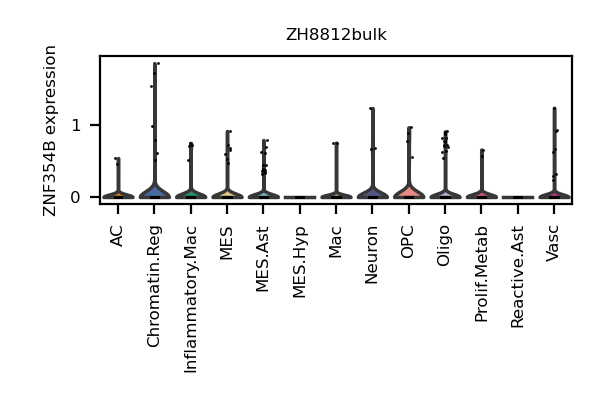 ZH8812bulk
ZNF354B expression
1
0
AC
Chromatin.Reg
Inflammatory.Mac
MES
MES.Ast
MES.Hyp
Mac
Neuron
OPC
Oligo
Prolif.Metab
Reactive.Ast
Vasc